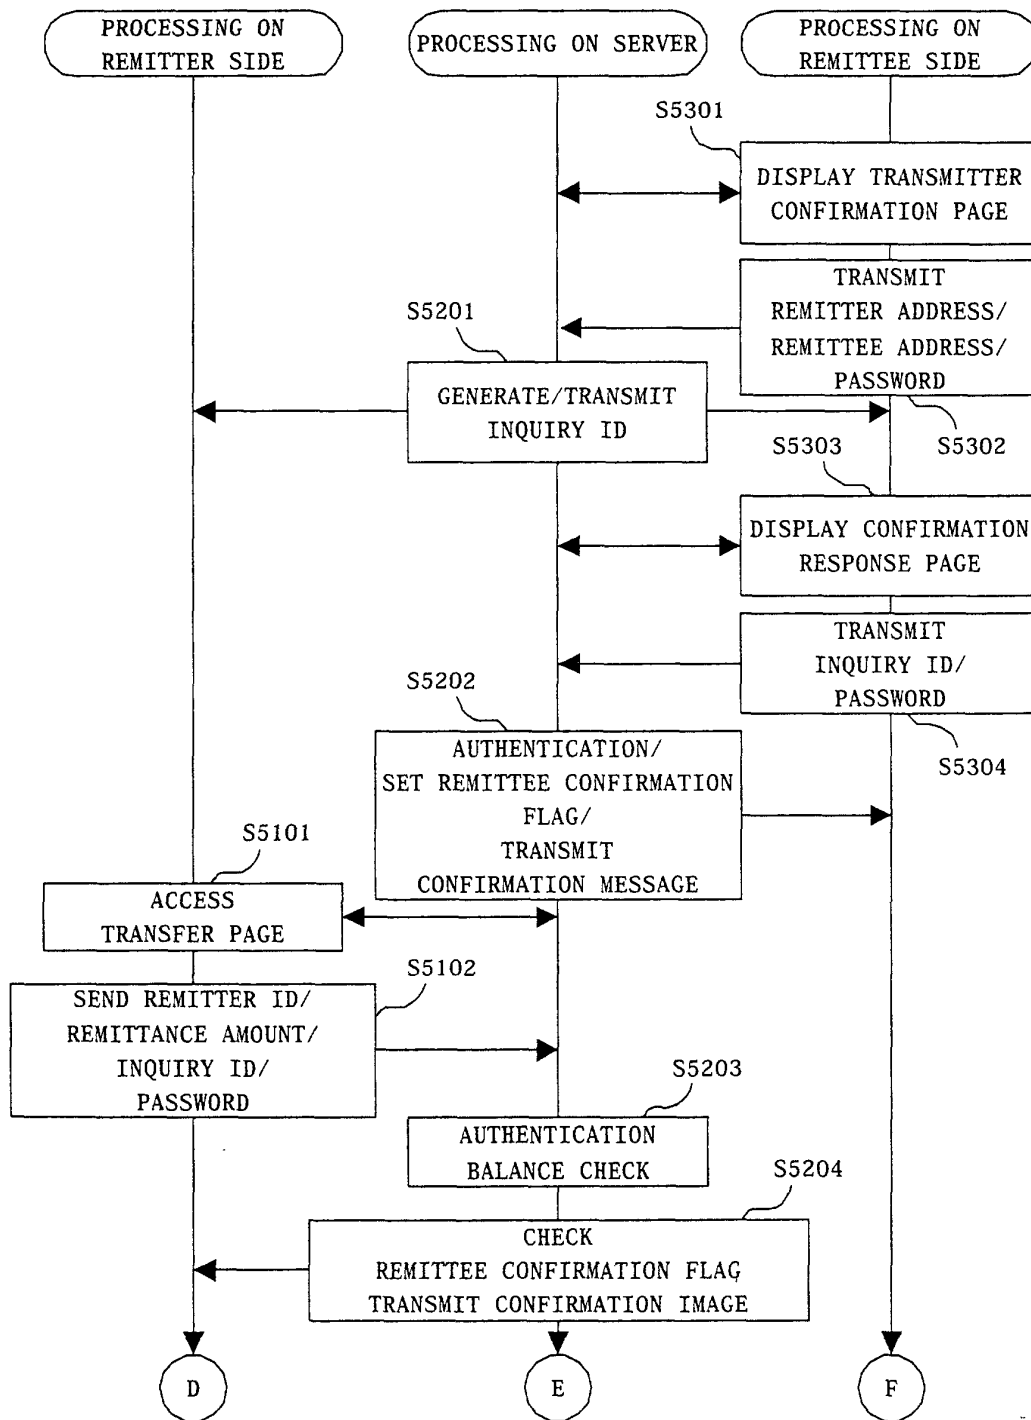 PROCESSING ON
REMITTER SIDE
PROCESSING ON SERVER
PROCESSING ON
REMITTEE SIDE
S5301
DISPLAY TRANSMITTER
CONFIRMATION PAGE
TRANSMIT
REMITTER ADDRESS/
REMITTEE ADDRESS/
PASSWORD
S5302
S5201
GENERATE/TRANSMIT
INQUIRY ID
S5303
DISPLAY CONFIRMATION
RESPONSE PAGE
TRANSMIT
INQUIRY ID/
PASSWORD
S5304
S5202
AUTHENTICATION/
SET REMITTEE CONFIRMATION
FLAG/
TRANSMIT
CONFIRMATION MESSAGE
S5101
ACCESS
TRANSFER PAGE
S5102
SEND REMITTER ID/
REMITTANCE AMOUNT/
INQUIRY ID/
PASSWORD
S5203
AUTHENTICATION
BALANCE CHECK
S5204
CHECK
REMITTEE CONFIRMATION FLAG
TRANSMIT CONFIRMATION IMAGE
D
E
F